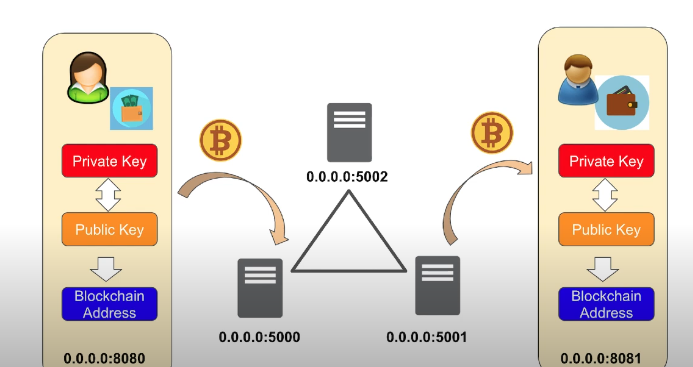 Private Key
Public Key
Blockchain
Address
0.0.0.0:8080
0.0.0.0:5002
0.0.0.0:5000
0.0.0.0:5001
Private Key
Public Key
Blockchain
Address
0.0.0.0:8081